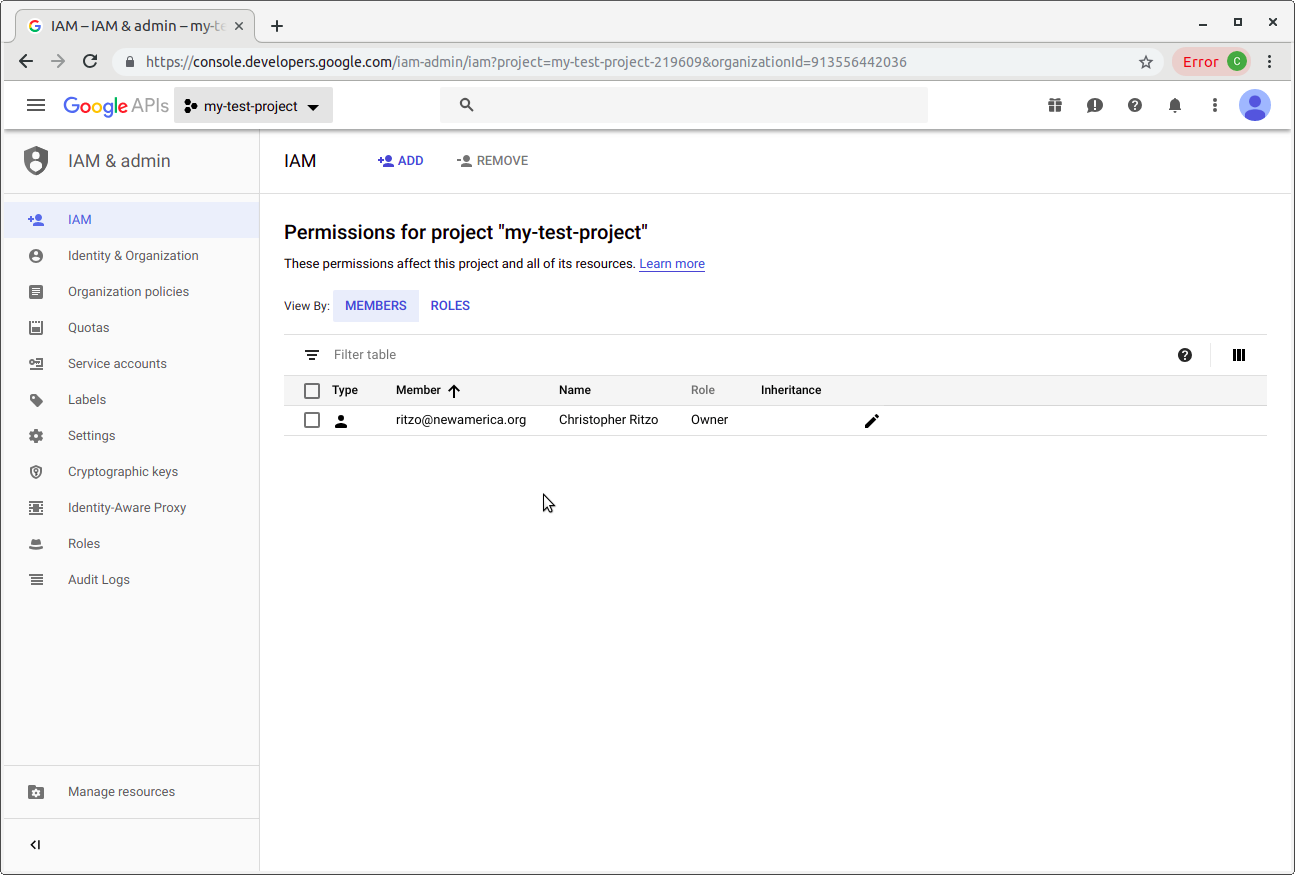 IAM – IAM & admin – my-te
https://console.developers.google.com/iam-admin/iam?project=my-test-project-219609&organizationId=913556442036
Error C
Google APIs my-test-project
IAM & admin
IAM ADD REMOVE
IAM
Identity & Organization
Organization policies
Quotas
Service accounts
Labels
Settings
Cryptographic keys
Identity-Aware Proxy
Roles
Audit Logs
Manage resources
Permissions for project "my-test-project"
These permissions affect this project and all of its resources. Learn more
View By: MEMBERS ROLES
Filter table
Type Member Name Role Inheritance
ritzo@newamerica.org Christopher Ritzo Owner